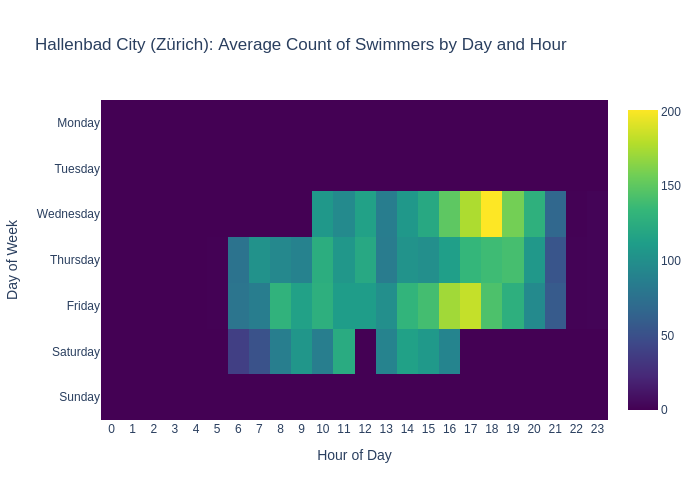 Hallenbad City (Zürich): Average Count of Swimmers by Day and Hour
Day of Week
Monday
Tuesday
Wednesday
Thursday
Friday
Saturday
Sunday
0 1 2 3 4 5 6 7 8 9 10 11 12 13 14 15 16 17 18 19 20 21 22 23
Hour of Day
200
150
100
50
0